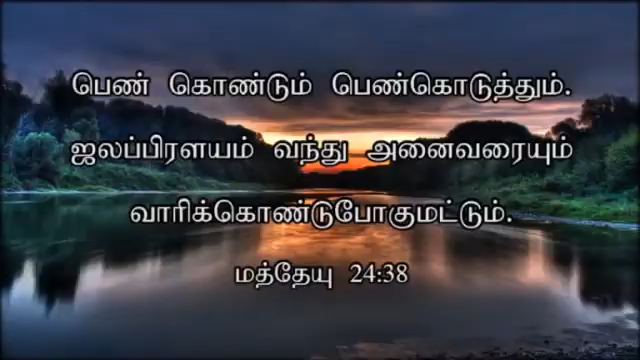 பெண் கொண்டும் பெண்கொடுத்தும்.
ஜலப்பிரளயம் வந்து அனைவரையும்
வாரிக்கொண்டுபோகுமட்டும்.
மத்தேயு 24:38